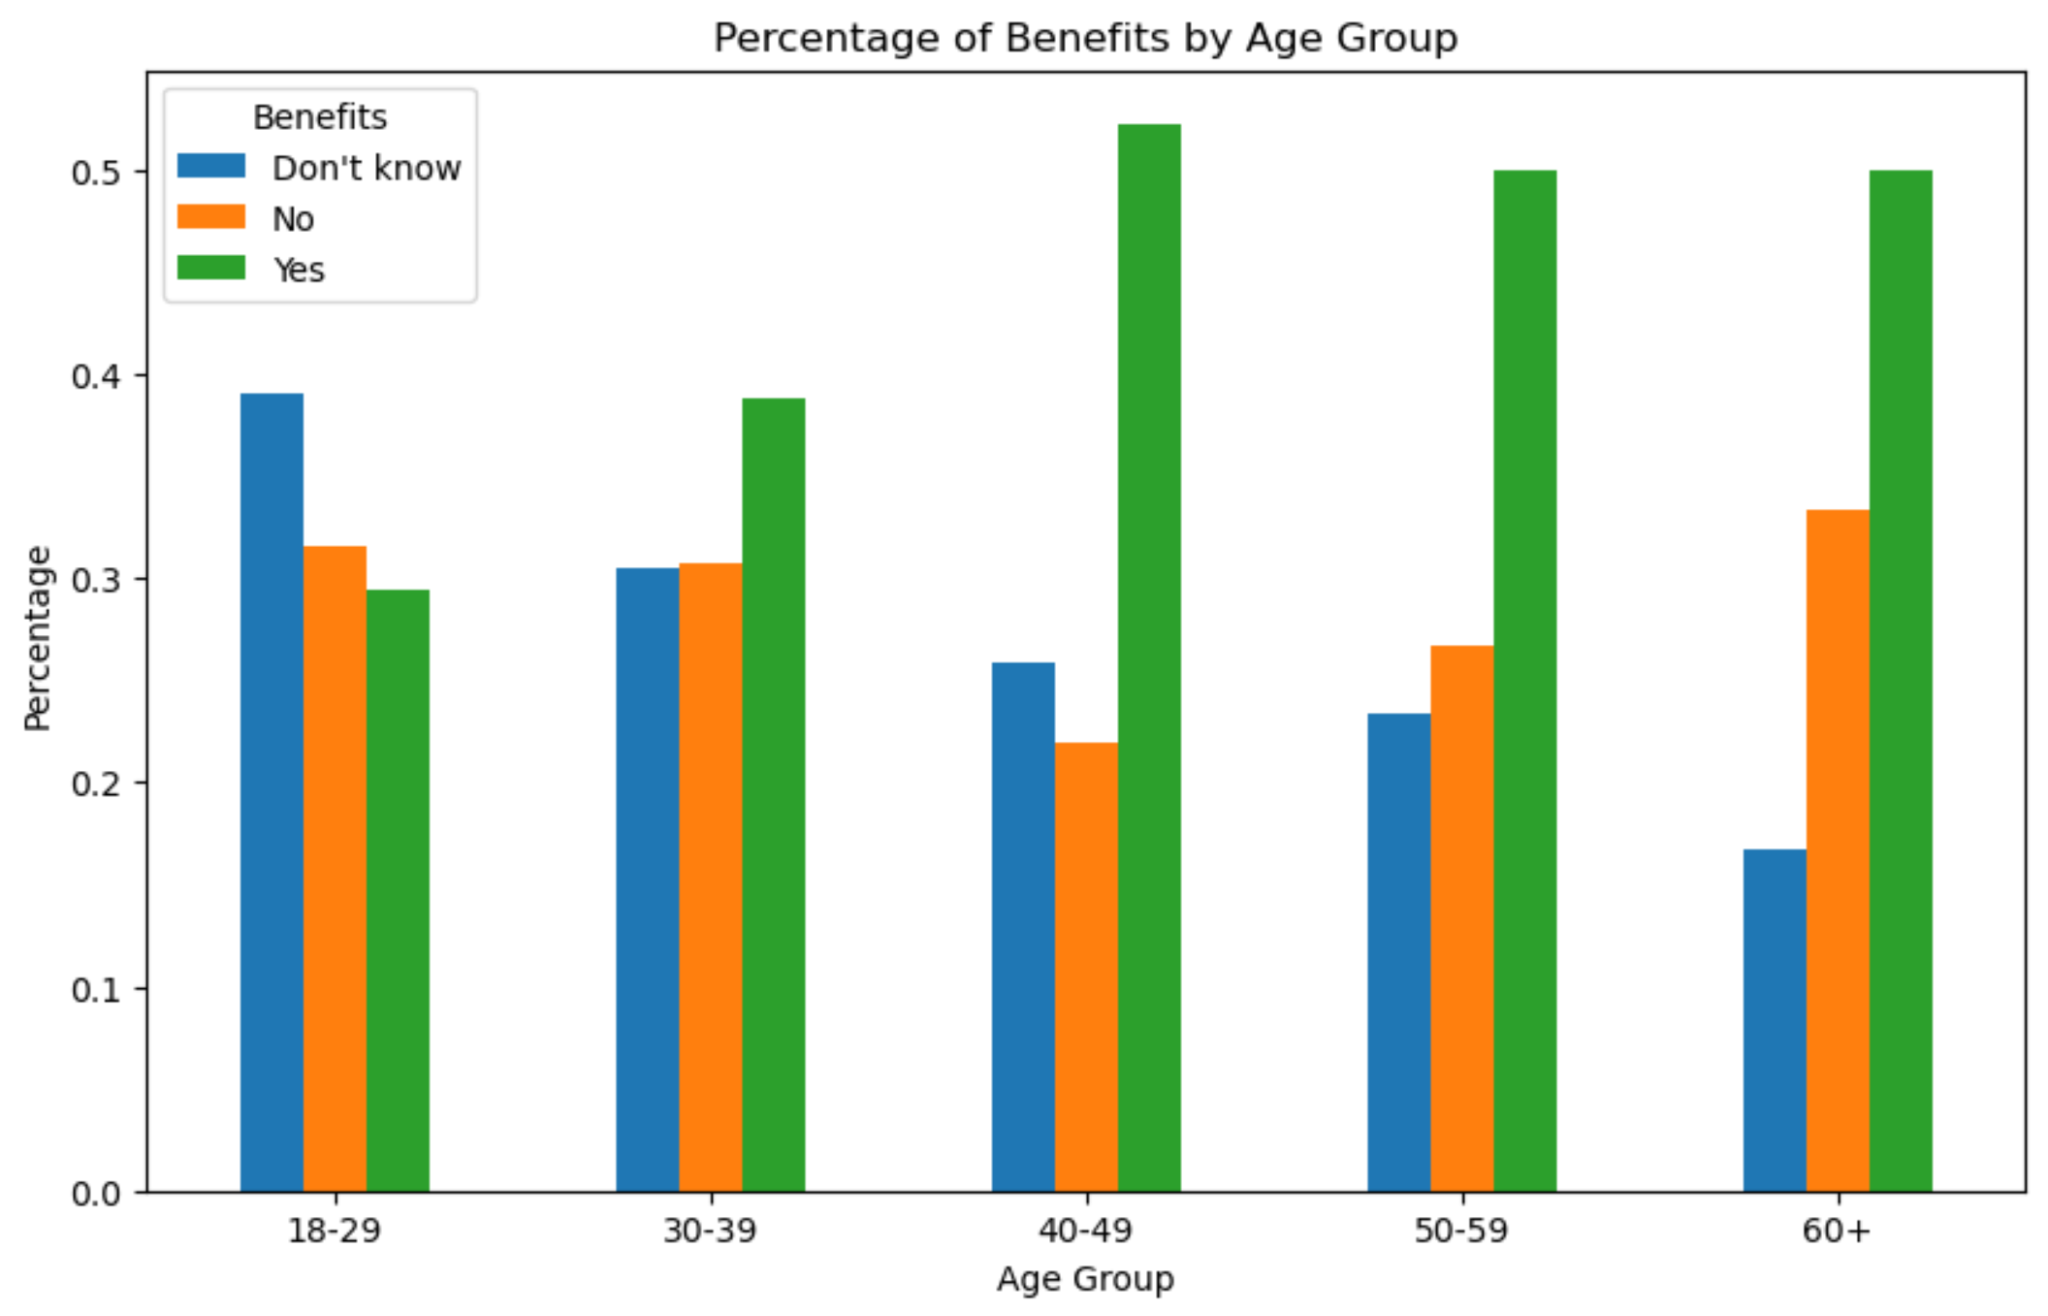 Percentage of Benefits by Age Group
Benefits
Don't know
No
Yes
Percentage
0.5
0.4
0.3
0.2
0.1
0.0
18-29 30-39 40-49 50-59 60+
Age Group